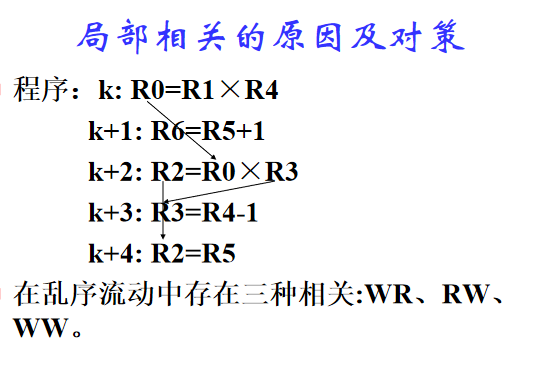 局部相关的原因及对策
程序：k: R0=R1×R4
k+1: R6=R5+1
k+2: R2=R0×R3
k+3: R3=R4-1
k+4: R2=R5
在乱序流动中存在三种相关:WR、RW、
WW。